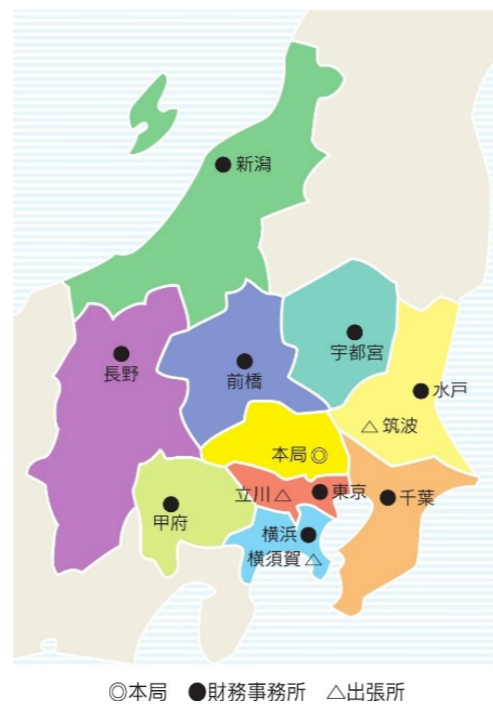 ●新潟
●
長野
●
前橋
●
宇都宮
●水戸
△筑波
本局◎
立川△
●東京
●千葉
●
甲府
横浜●
横須賀△
◎本局 ●財務事務所 △出張所